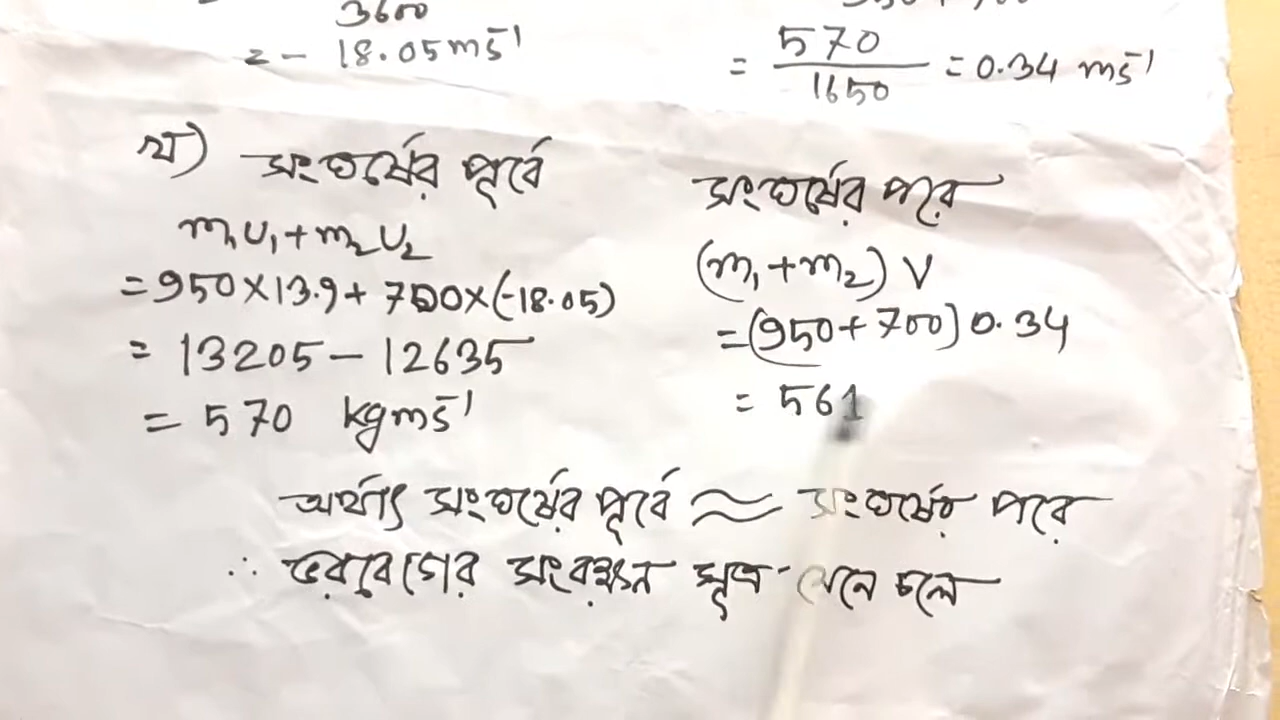 3600
= - 18.05 ms⁻¹
= 570/1650 = 0.34 ms⁻¹
খ) সংঘর্ষের পূর্বে
m₁u₁ + m₂u₂
= 950 × 13.9 + 700 × (-18.05)
= 13205 - 12635
= 570 kgms⁻¹
সংঘর্ষের পরে
(m₁ + m₂) V
= (950 + 700) 0.34
= 561
অর্থাৎ সংঘর্ষের পূর্বে ≈ সংঘর্ষের পরে
∴ ভরবেগের সংরক্ষন সূত্র মেনে চলে